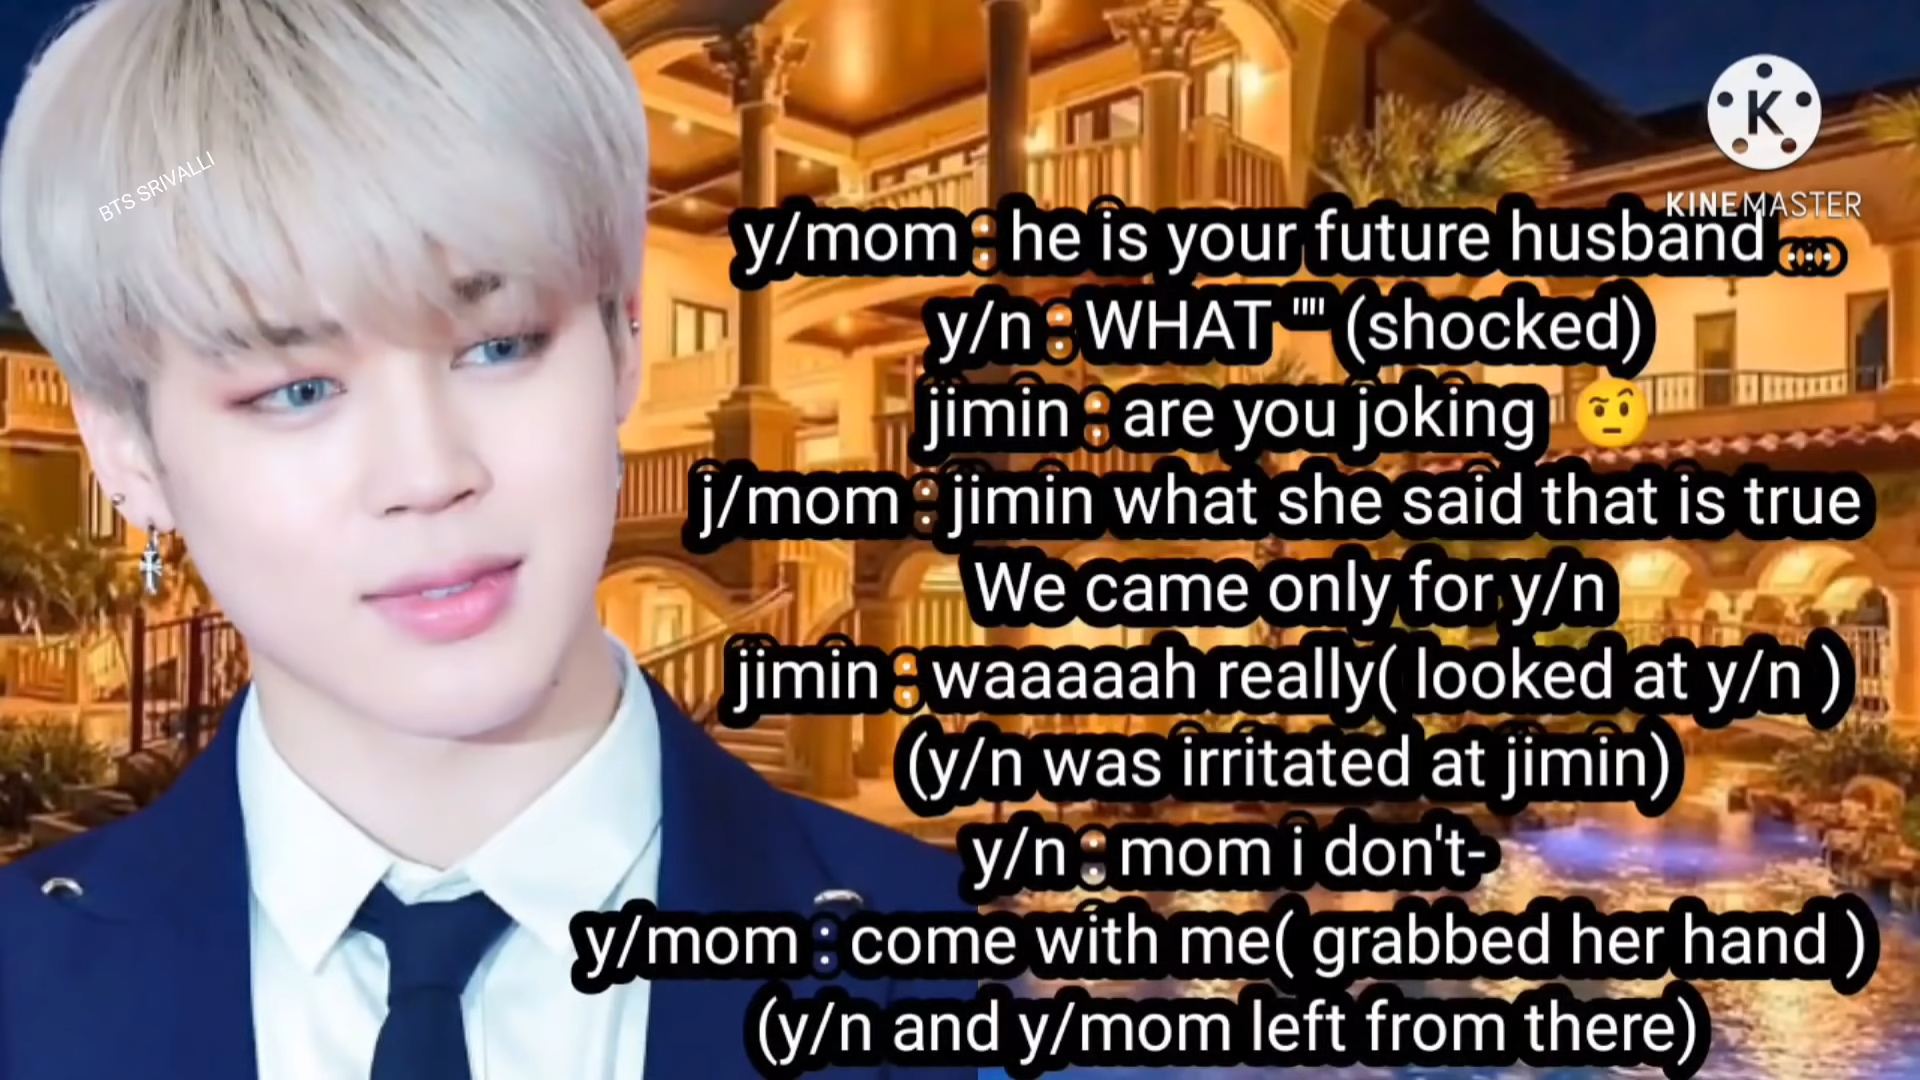 K
KINEMASTER
BTS SRIVALLI
y/mom : he is your future husband ....
y/n : WHAT "" (shocked)
jimin : are you joking 🤨
j/mom : jimin what she said that is true
We came only for y/n
jimin : waaaaah really( looked at y/n )
(y/n was irritated at jimin)
y/n : mom i don't-
y/mom : come with me( grabbed her hand )
(y/n and y/mom left from there)